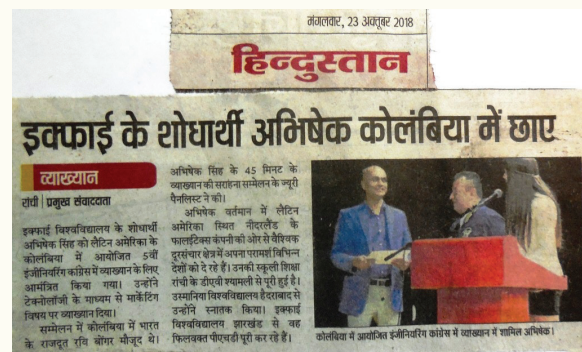 मंगलवार, 23 अक्तूबर 2018
हिन्दुस्तान
इक्फाई के शोधार्थी अभिषेक कोलंबिया में छाए
व्याख्यान
रांची | प्रमुख संवाददाता
इक्फाई विश्वविद्यालय के शोधार्थी
अभिषेक सिंह को लैटिन अमेरिका के
कोलंबिया में आयोजित 5वीं
इंजीनियरिंग कांग्रेस में व्याख्यान के लिए
आमंत्रित किया गया। उन्होंने
टेक्नोलॉजी के माध्यम से मार्केटिंग
विषय पर व्याख्यान दिया।
सम्मेलन में कोलंबिया में भारत
के राजदूत रवि बांगर मौजूद थे।
अभिषेक सिंह के 45 मिनट के
व्याख्यान की सराहना सम्मेलन के ज्यूरी
पैनलिस्ट ने की।
अभिषेक वर्तमान में लैटिन
अमेरिका स्थित नीदरलैंड के
फालाइटेक्स कंपनी की ओर से वैश्विक
दूरसंचार क्षेत्र में अपना परामर्श विभिन्न
देशों को दे रहे हैं। उनकी स्कूली शिक्षा
रांची के डीएवी श्यामली से पूरी हुई है।
उस्मानिया विश्वविद्यालय हैदराबाद से
उन्होंने स्नातक किया। इक्फाई
विश्वविद्यालय झारखंड से वह
फिलवक्त पीएचडी पूरी कर रहे हैं।
कोलंबिया में आयोजित इंजीनियरिंग कांग्रेस में व्याख्यान में शामिल अभिषेक।